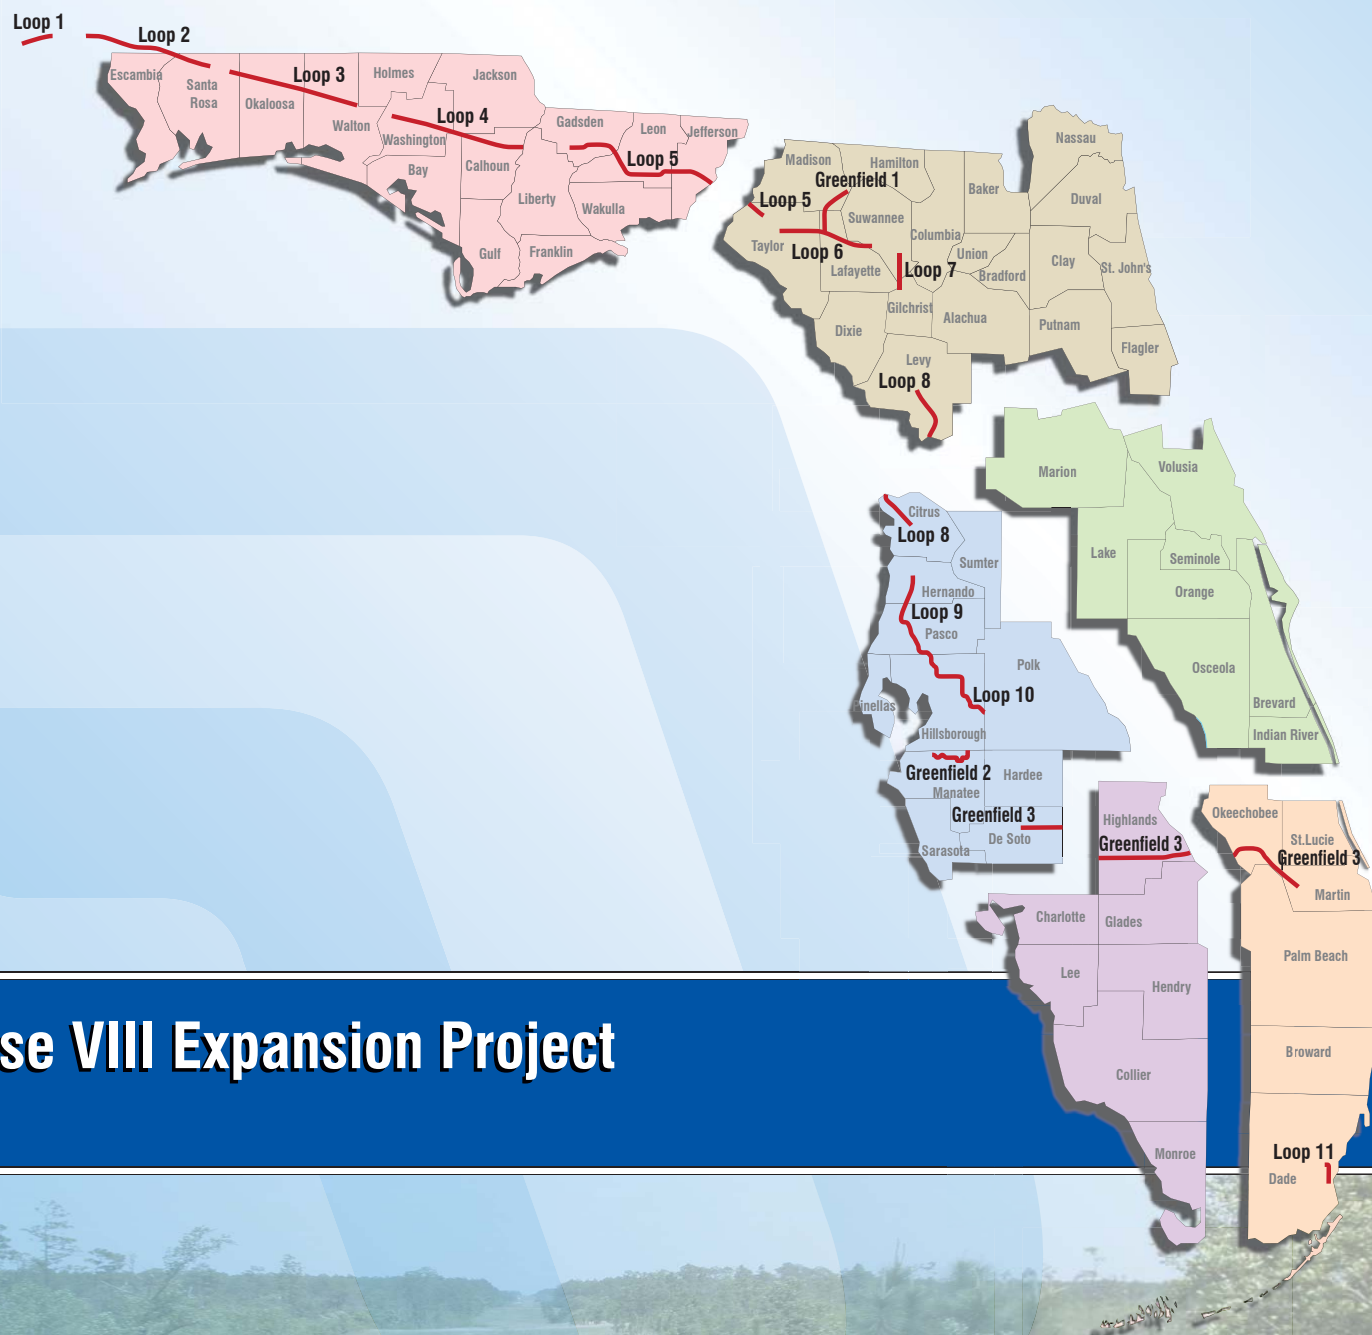 Loop 1
Loop 2
Escambia
Santa
Rosa
Okaloosa
Loop 3
Walton
Holmes
Jackson
Loop 4
Washington
Bay
Calhoun
Gulf
Liberty
Franklin
Gadsden
Leon
Jefferson
Loop 5
Wakulla
Madison
Hamilton
Greenfield 1
Loop 5
Taylor
Suwannee
Loop 6
Lafayette
Columbia
Loop 7
Baker
Nassau
Duval
Union
Bradford
Clay
St. John's
Gilchrist
Alachua
Putnam
Flagler
Dixie
Levy
Loop 8
Marion
Volusia
Lake
Seminole
Orange
Osceola
Brevard
Indian River
Citrus
Loop 8
Sumter
Hernando
Loop 9
Pasco
Polk
Loop 10
Pinellas
Hillsborough
Greenfield 2
Manatee
Hardee
Greenfield 3
De Soto
Sarasota
Highlands
Greenfield 3
Charlotte
Glades
Lee
Hendry
Collier
Monroe
Okeechobee
St.Lucie
Greenfield 3
Martin
Palm Beach
Broward
Loop 11
Dade
se VIII Expansion Project